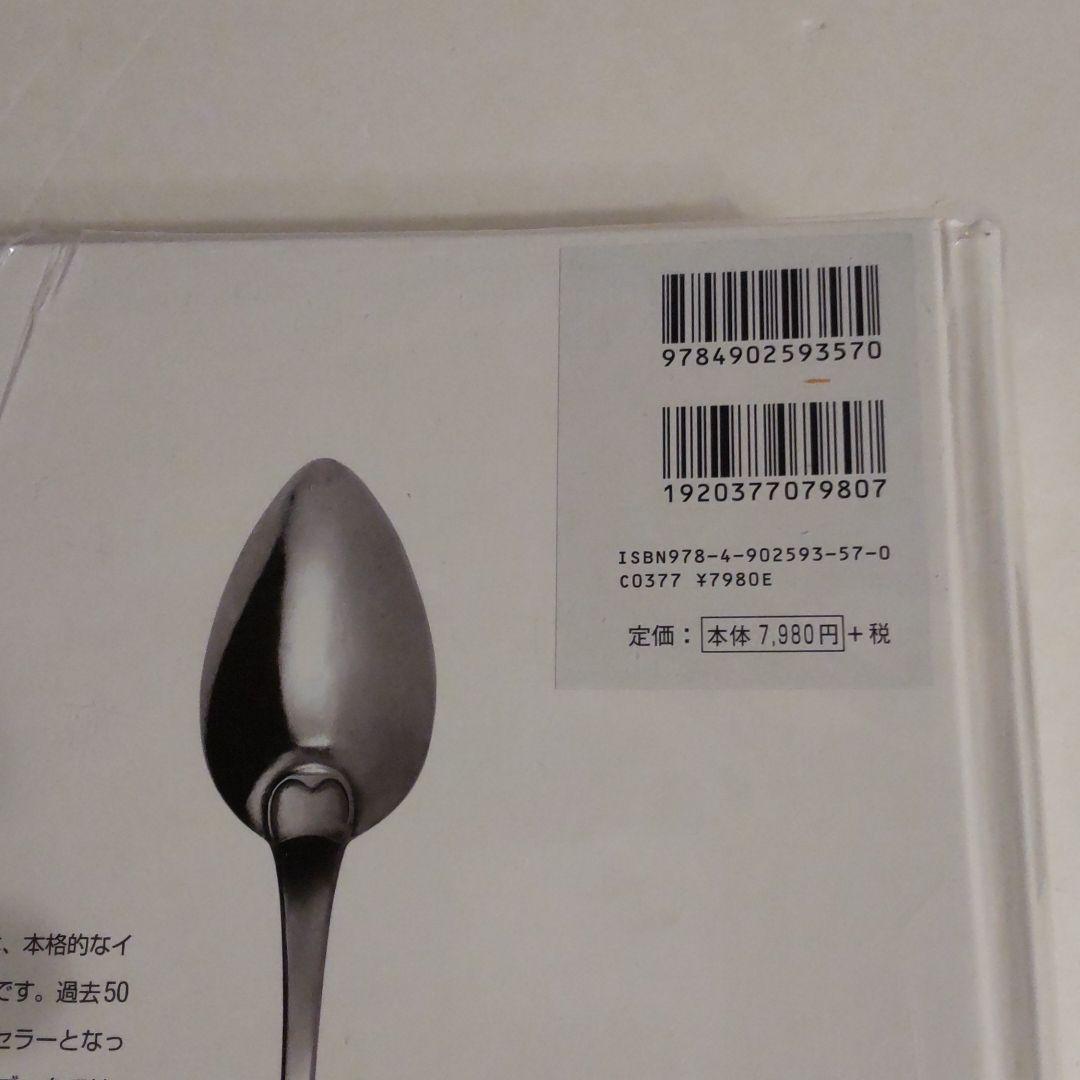 9784902593570
1920377079807
ISBN978-4-902593-57-0
C0377 ¥7980E
定価：本体7,980円+税
、本格的なイ
です。過去50
セラーとなっ